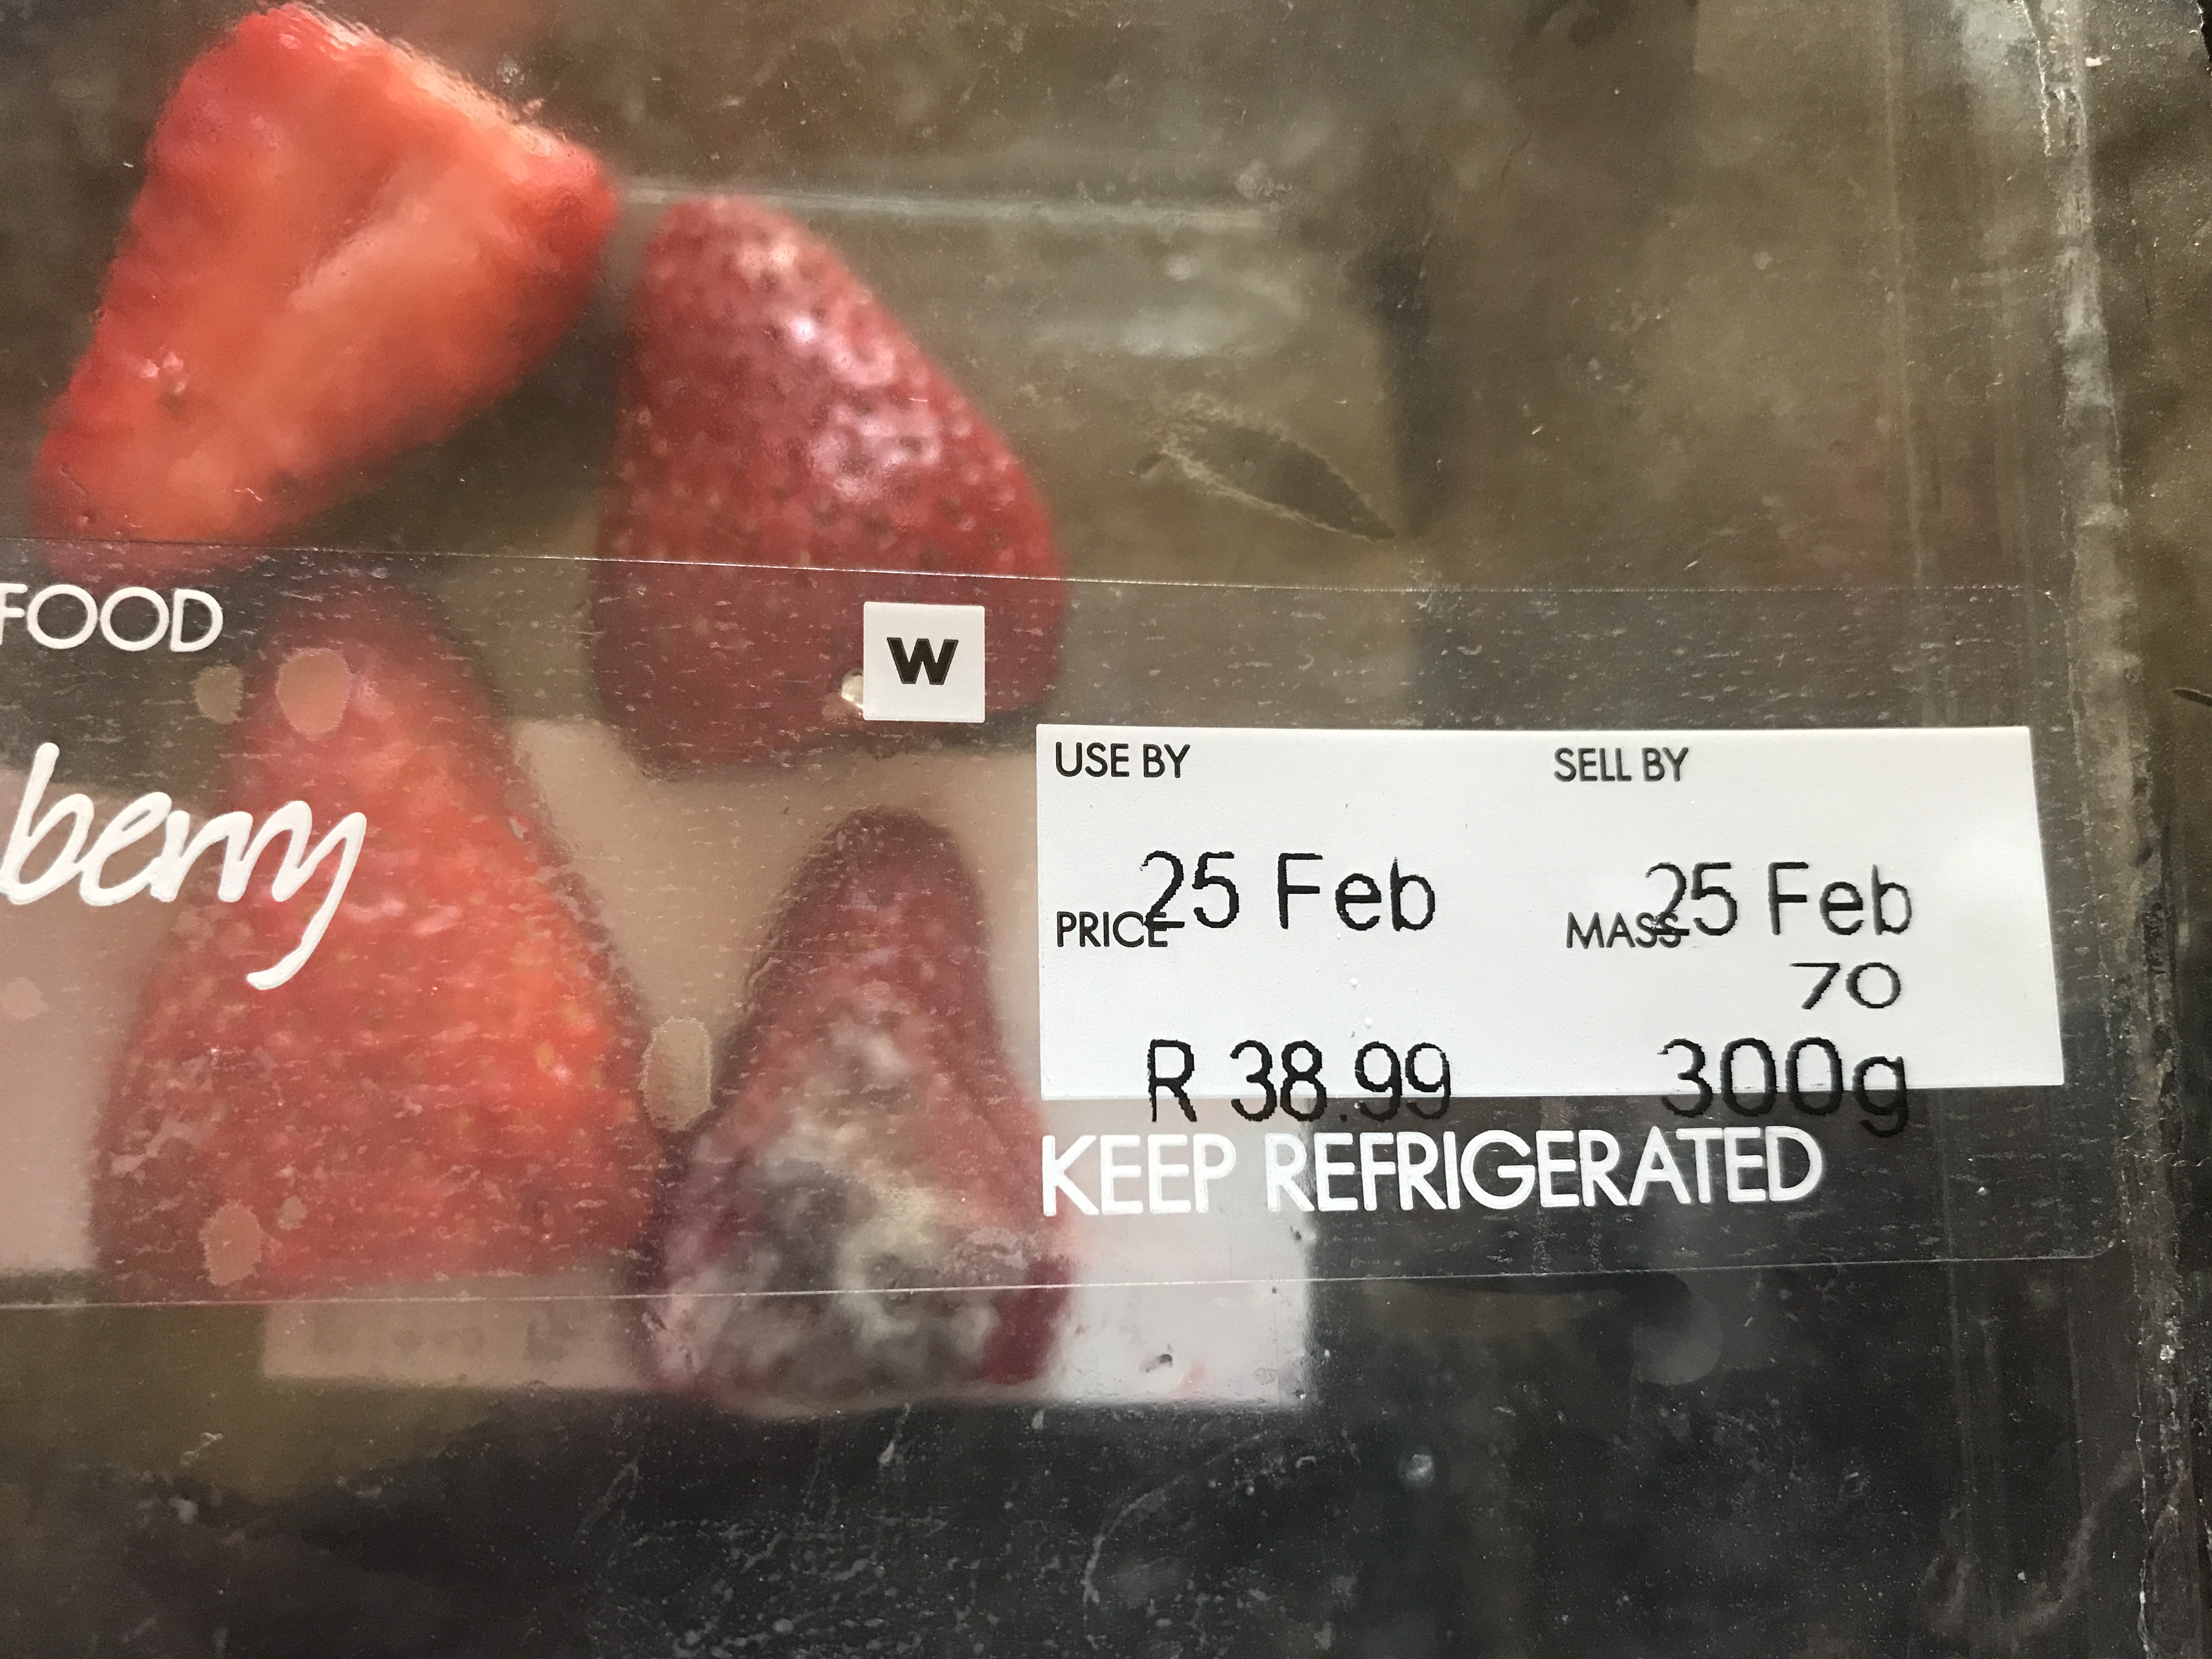 FOOD
W
berry
USE BY SELL BY
25 Feb 25 Feb
PRICE MASS
70
R 38.99 300g
KEEP REFRIGERATED